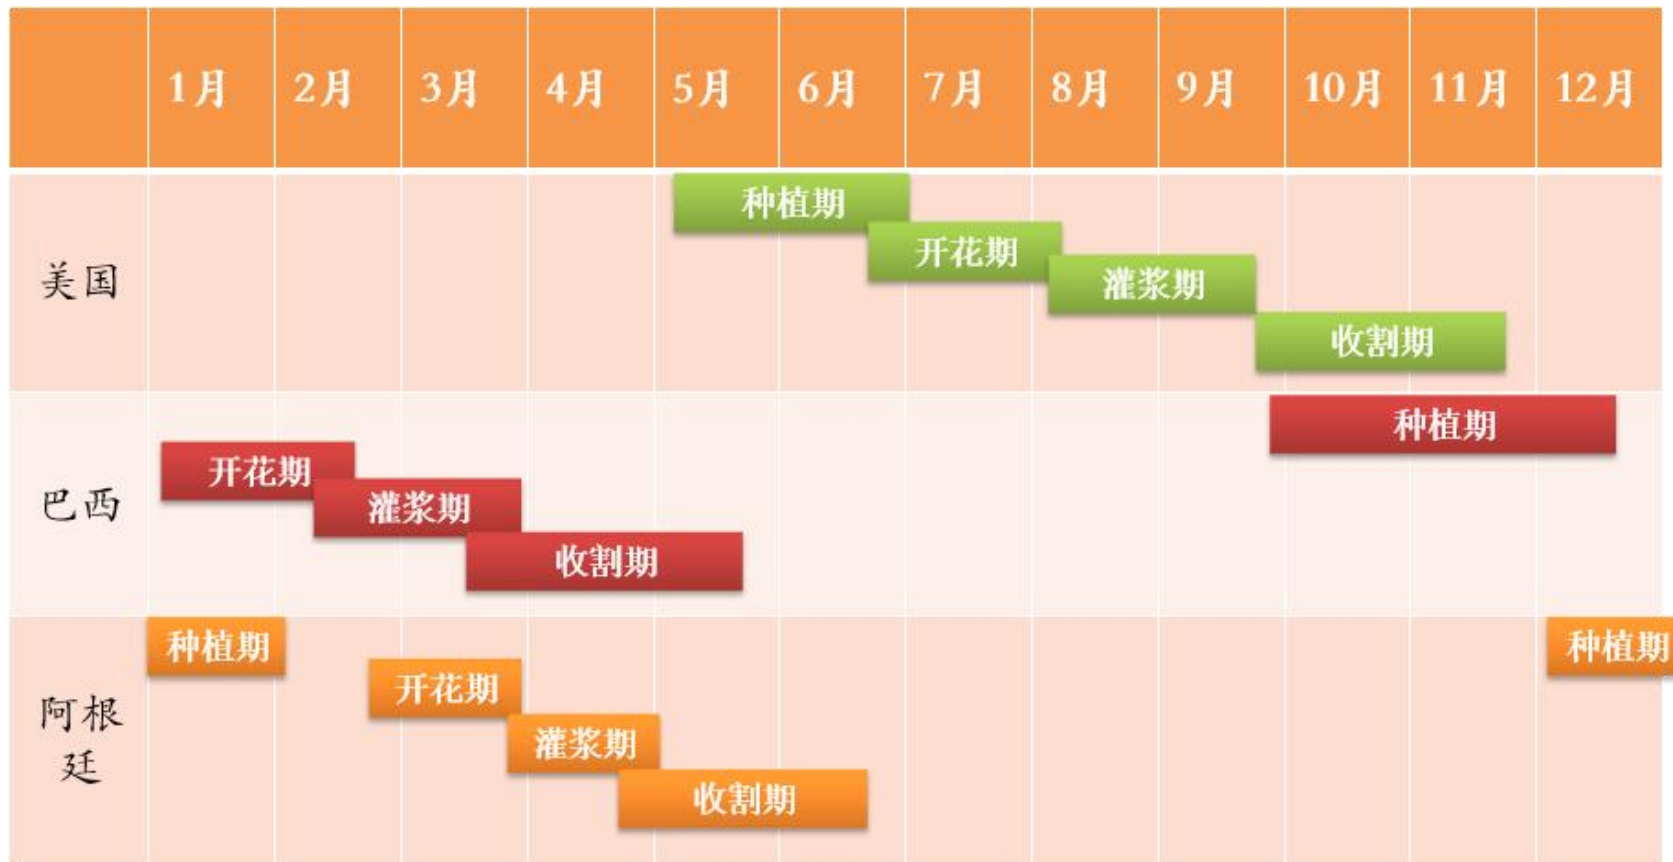 1月 2月 3月 4月 5月 6月 7月 8月 9月 10月 11月 12月
美国
种植期
开花期
灌浆期
收割期
巴西
种植期
开花期
灌浆期
收割期
阿根
廷
种植期
种植期
开花期
灌浆期
收割期